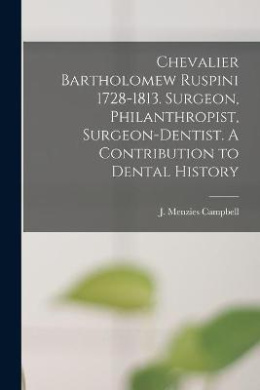 Chevalier
Bartholomew Ruspini
1728-1813. Surgeon,
Philanthropist,
Surgeon-Dentist. A
Contribution to
Dental History
J. Menzies Campbell